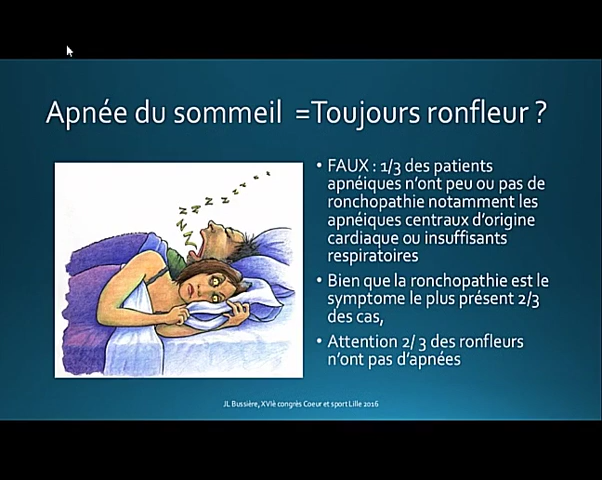 Apnée du sommeil =Toujours ronfleur ?
• FAUX : 1/3 des patients
apnéiques n'ont peu ou pas de
ronchopathie notamment les
apnéiques centraux d'origine
cardiaque ou insuffisants
respiratoires
• Bien que la ronchopathie est le
symptome le plus présent 2/3
des cas,
• Attention 2/ 3 des ronfleurs
n'ont pas d'apnées
JL Bussière, XVIè congrès Coeur et sport Lille 2016